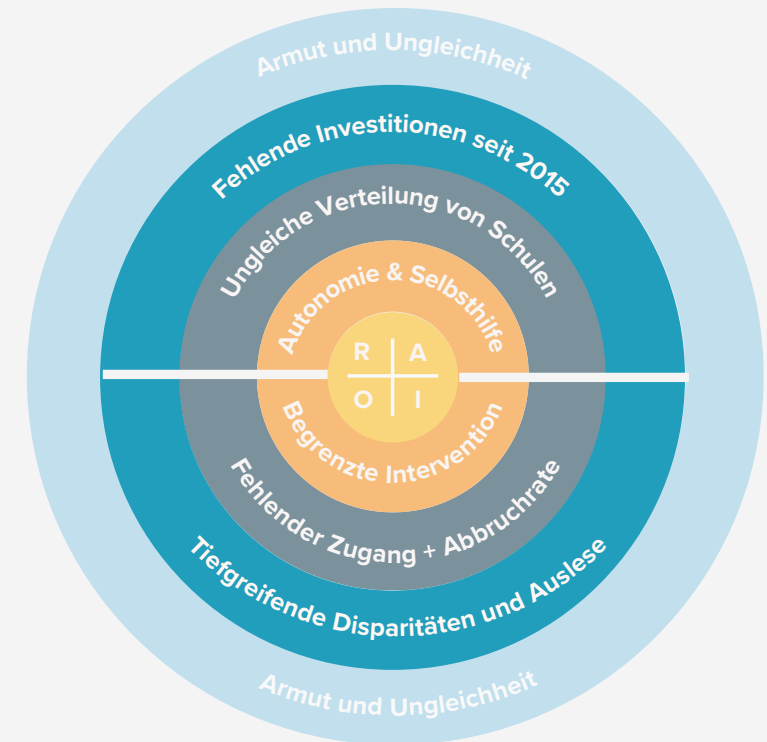 Armut und Ungleichheit
Fehlende Investitionen seit 2015
Ungleiche Verteilung von Schulen
Autonomie & Selbsthilfe
R A
O I
Begrenzte Intervention
Fehlender Zugang + Abbruchrate
Tiefgreifende Disparitäten und Auslese
Armut und Ungleichheit